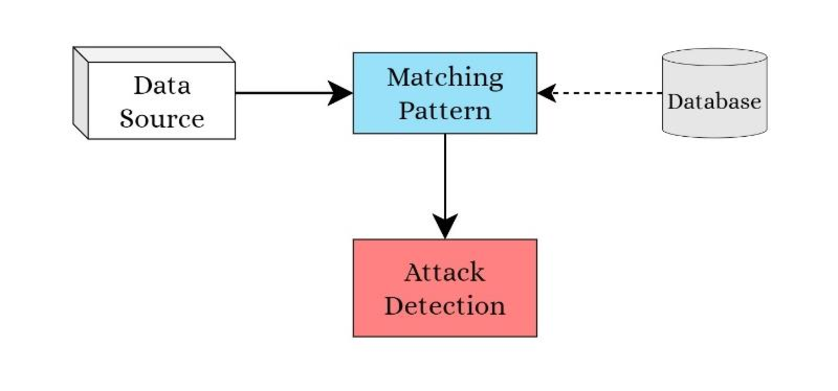 Data
Source
Matching
Pattern
Database
Attack
Detection